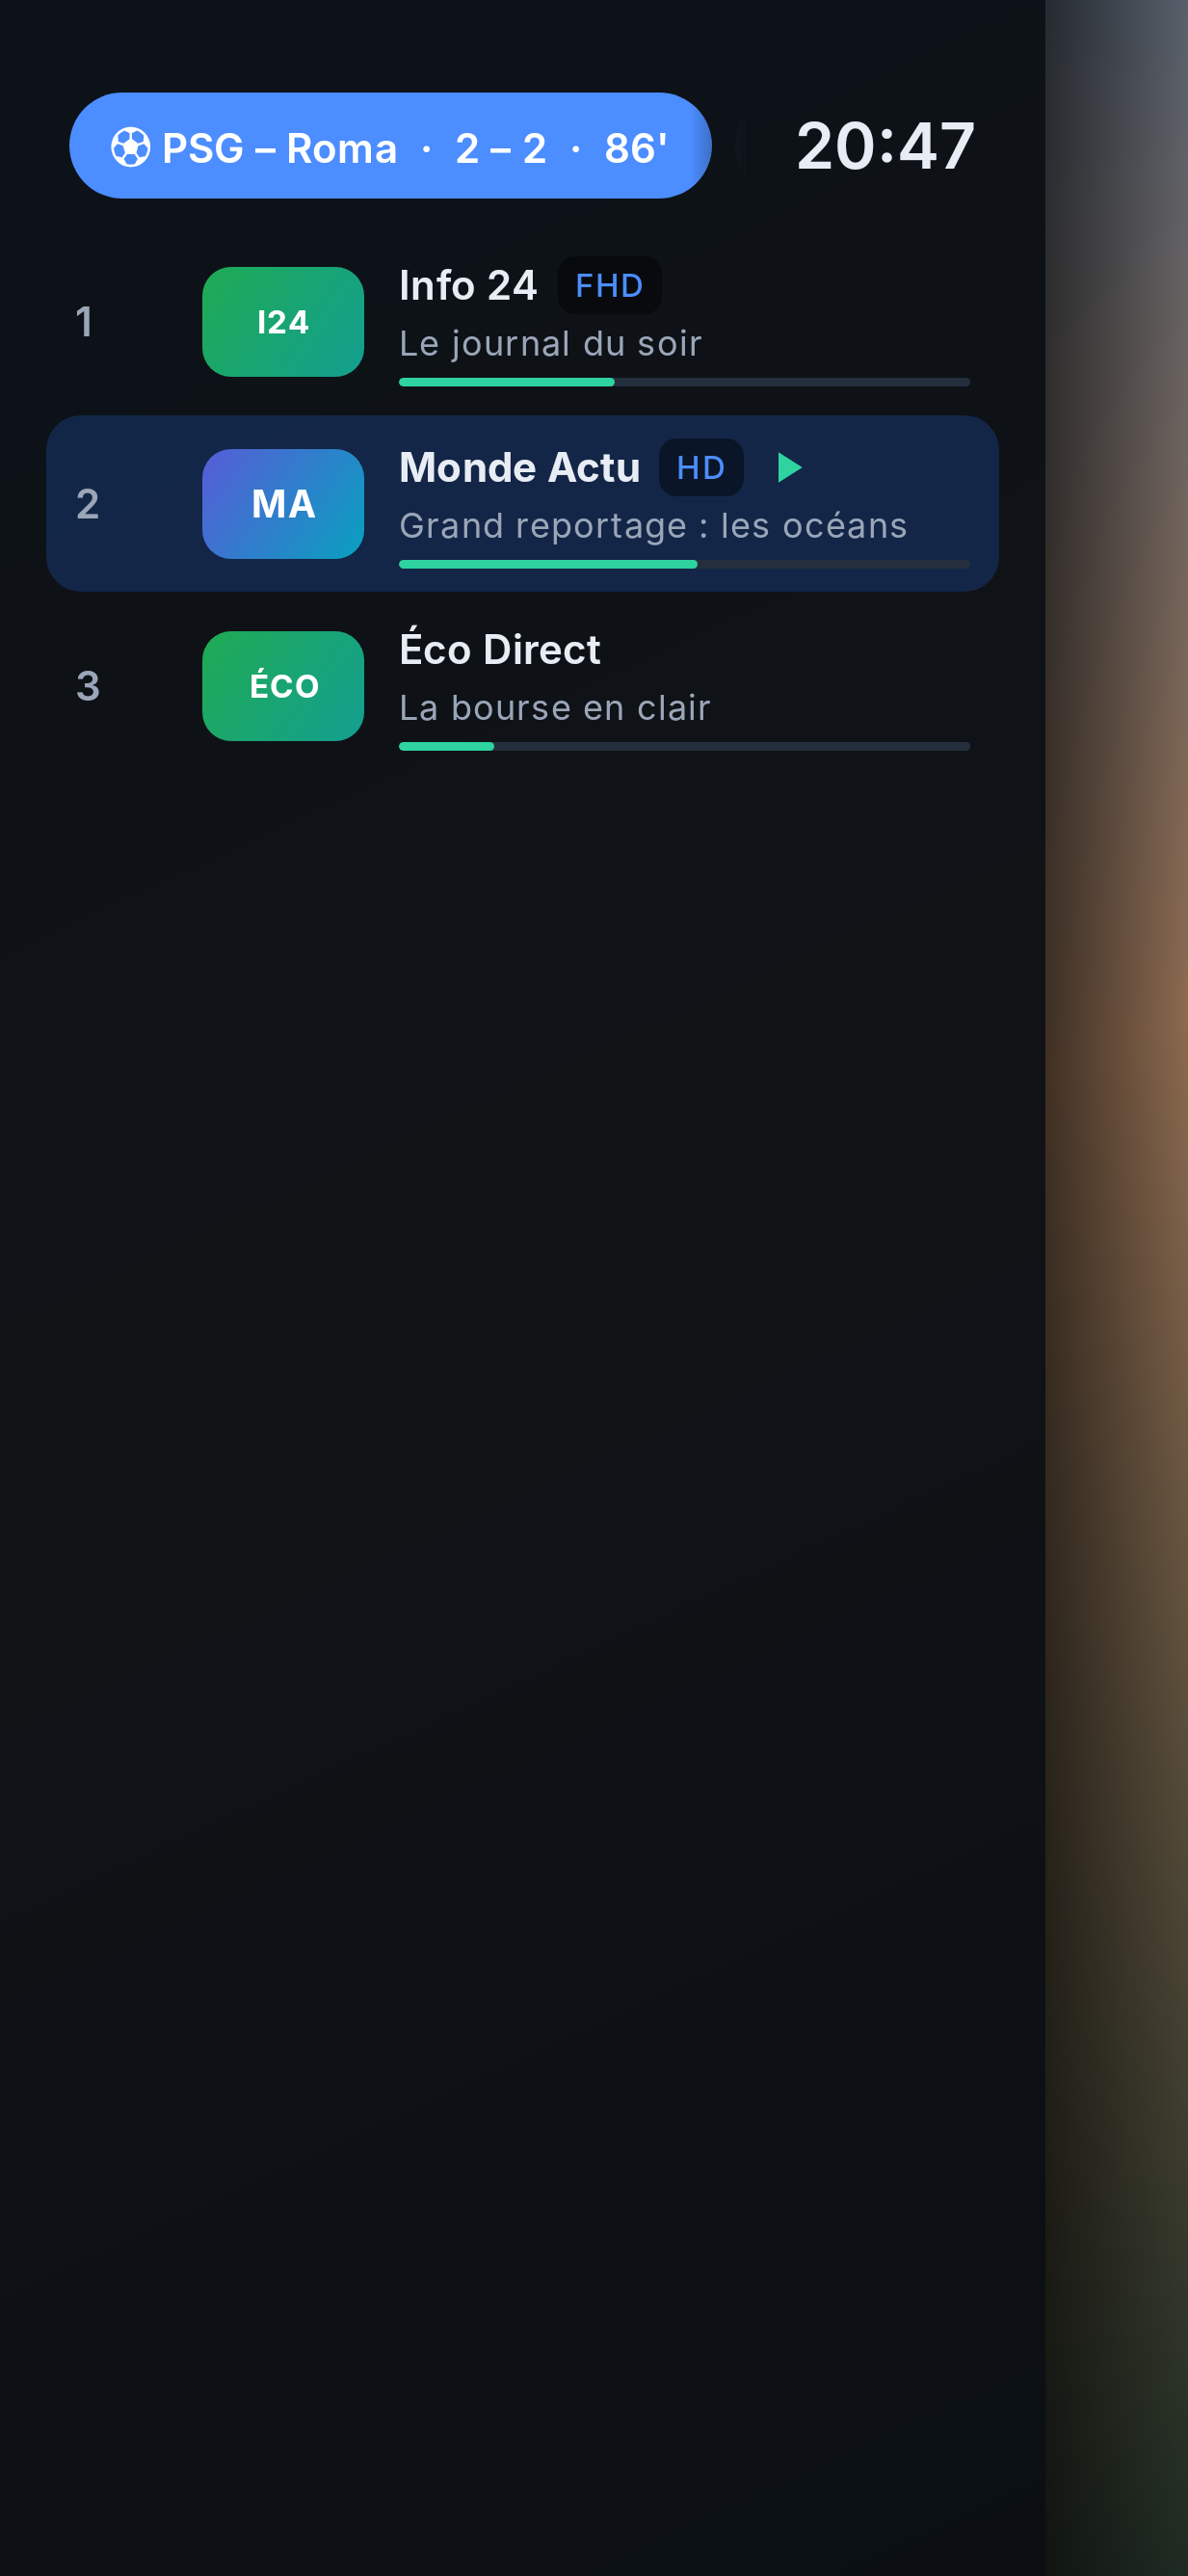 ⚽ PSG – Roma · 2 – 2 · 86'
20:47
1
I24
Info 24 FHD
Le journal du soir
2
MA
Monde Actu HD
Grand reportage : les océans
3
ÉCO
Éco Direct
La bourse en clair